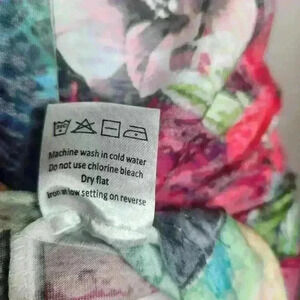 Machine wash in cold water
Do not use chlorine bleach
Dry flat
Iron on low setting on reverse